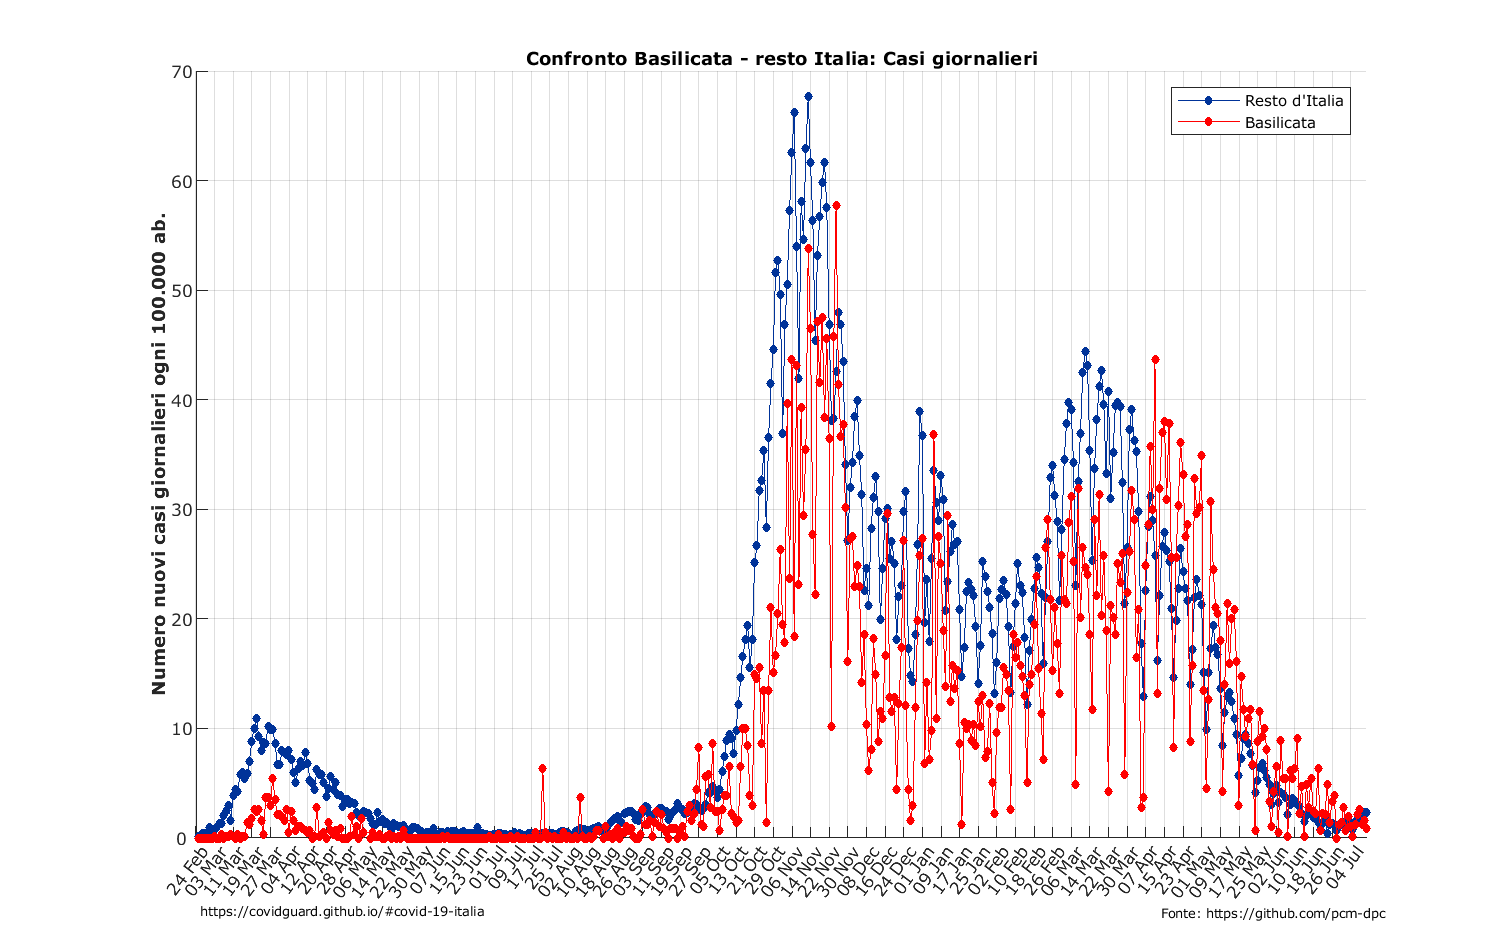 Confronto Basilicata - resto Italia: Casi giornalieri
Resto d'Italia
Basilicata
Numero nuovi casi giornalieri ogni 100.000 ab.
70
60
50
40
30
20
10
0
24 Feb
03 Mar
11 Mar
19 Mar
27 Mar
04 Apr
12 Apr
20 Apr
28 Apr
06 May
14 May
22 May
30 May
07 Jun
15 Jun
23 Jun
01 Jul
09 Jul
17 Jul
25 Jul
02 Aug
10 Aug
18 Aug
26 Aug
03 Sep
11 Sep
19 Sep
27 Sep
05 Oct
13 Oct
21 Oct
29 Oct
06 Nov
14 Nov
22 Nov
30 Nov
08 Dec
16 Dec
24 Dec
01 Jan
09 Jan
17 Jan
25 Jan
02 Feb
10 Feb
18 Feb
26 Feb
06 Mar
14 Mar
22 Mar
30 Mar
07 Apr
15 Apr
23 Apr
01 May
09 May
17 May
25 May
02 Jun
10 Jun
18 Jun
26 Jun
04 Jul
https://covidguard.github.io/#covid-19-italia
Fonte: https://github.com/pcm-dpc